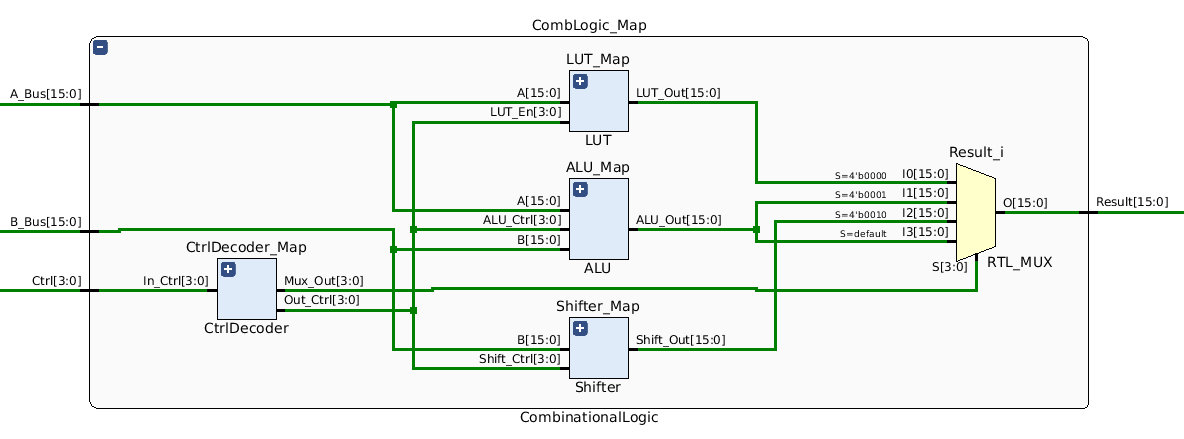 CombLogic_Map
LUT_Map
A_Bus[15:0]
A[15:0]
LUT_Out[15:0]
LUT_En[3:0]
LUT
Result_i
ALU_Map
S=4'b0000
I0[15:0]
S=4'b0001
I1[15:0]
A[15:0]
O[15:0]
Result[15:0]
B_Bus[15:0]
ALU_Ctrl[3:0]
ALU_Out[15:0]
S=4'b0010
I2[15:0]
B[15:0]
S=default
I3[15:0]
CtrlDecoder_Map
ALU
S[3:0]
RTL_MUX
Ctrl[3:0]
In_Ctrl[3:0]
Mux_Out[3:0]
Out_Ctrl[3:0]
Shifter_Map
CtrlDecoder
B[15:0]
Shift_Out[15:0]
Shift_Ctrl[3:0]
Shifter
CombinationalLogic